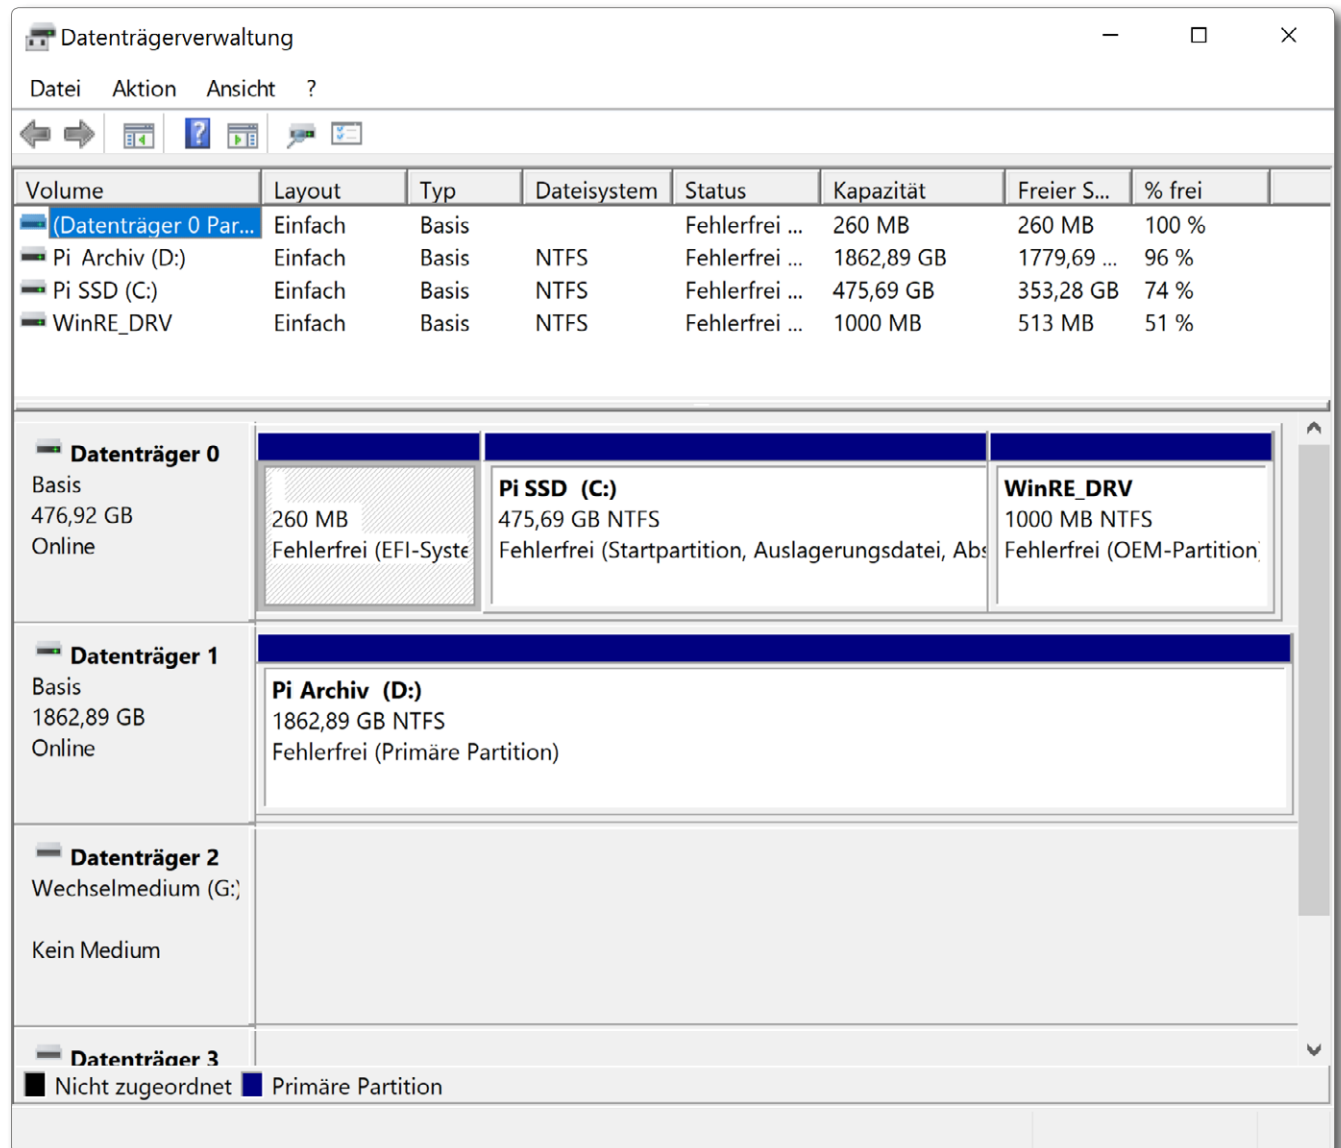 Datenträgerverwaltung
Datei Aktion Ansicht ?
Volume Layout Typ Dateisystem Status Kapazität Freier S... % frei
(Datenträger 0 Par... Einfach Basis Fehlerfrei ... 260 MB 260 MB 100 %
Pi Archiv (D:) Einfach Basis NTFS Fehlerfrei ... 1862,89 GB 1779,69 ... 96 %
Pi SSD (C:) Einfach Basis NTFS Fehlerfrei ... 475,69 GB 353,28 GB 74 %
WinRE_DRV Einfach Basis NTFS Fehlerfrei ... 1000 MB 513 MB 51 %
Datenträger 0
Basis
476,92 GB
Online
260 MB
Fehlerfrei (EFI-Syste
Pi SSD (C:)
475,69 GB NTFS
Fehlerfrei (Startpartition, Auslagerungsdatei, Abs
WinRE_DRV
1000 MB NTFS
Fehlerfrei (OEM-Partition)
Datenträger 1
Basis
1862,89 GB
Online
Pi Archiv (D:)
1862,89 GB NTFS
Fehlerfrei (Primäre Partition)
Datenträger 2
Wechselmedium (G:)
Kein Medium
Datenträger 3
Nicht zugeordnet Primäre Partition